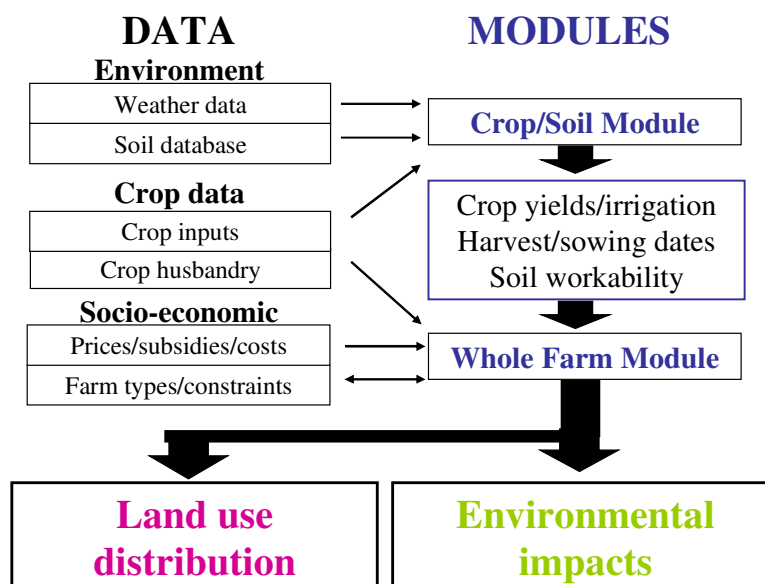 DATA
Environment
Weather data
Soil database
Crop data
Crop inputs
Crop husbandry
Socio-economic
Prices/subsidies/costs
Farm types/constraints
MODULES
Crop/Soil Module
Crop yields/irrigation
Harvest/sowing dates
Soil workability
Whole Farm Module
Land use
distribution
Environmental
impacts